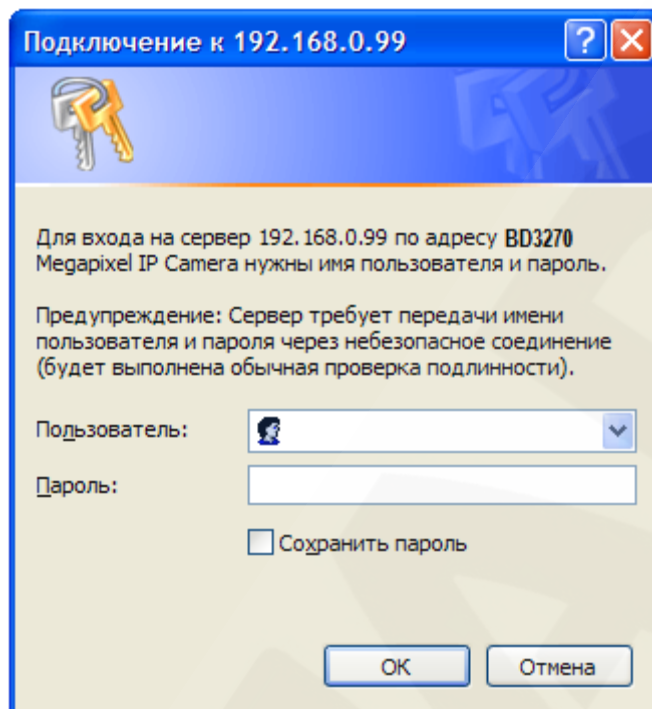 Подключение к 192.168.0.99
Для входа на сервер 192.168.0.99 по адресу BD3270
Megapixel IP Camera нужны имя пользователя и пароль.
Предупреждение: Сервер требует передачи имени
пользователя и пароля через небезопасное соединение
(будет выполнена обычная проверка подлинности).
Пользователь:
Пароль:
Сохранить пароль
ОК
Отмена